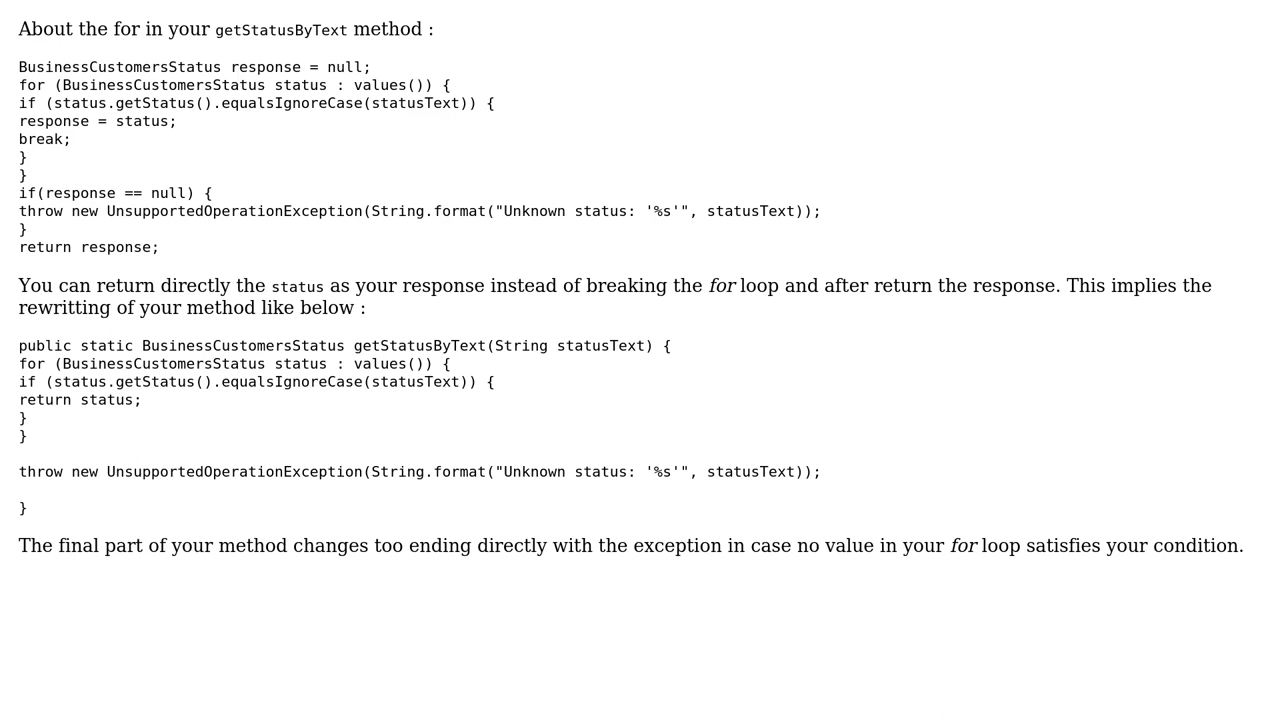 About the for in your getStatusByText method :
BusinessCustomersStatus response = null;
for (BusinessCustomersStatus status : values()) {
if (status.getStatus().equalsIgnoreCase(statusText)) {
response = status;
break;
}
}
if(response == null) {
throw new UnsupportedOperationException(String.format("Unknown status: '%s'", statusText));
}
return response;
You can return directly the status as your response instead of breaking the for loop and after return the response. This implies the
rewritting of your method like below :
public static BusinessCustomersStatus getStatusByText(String statusText) {
for (BusinessCustomersStatus status : values()) {
if (status.getStatus().equalsIgnoreCase(statusText)) {
return status;
}
}
throw new UnsupportedOperationException(String.format("Unknown status: '%s'", statusText));
}
The final part of your method changes too ending directly with the exception in case no value in your for loop satisfies your condition.